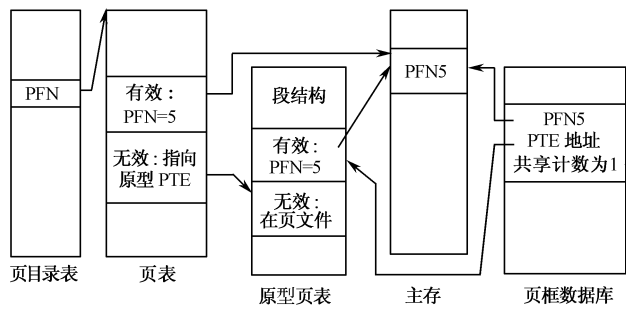 PFN
页目录表
有效：
PFN=5
无效：指向
原型 PTE
页表
段结构
有效：
PFN=5
无效：
在页文件
原型页表
PFN5
主存
PFN5
PTE 地址
共享计数为1
页框数据库